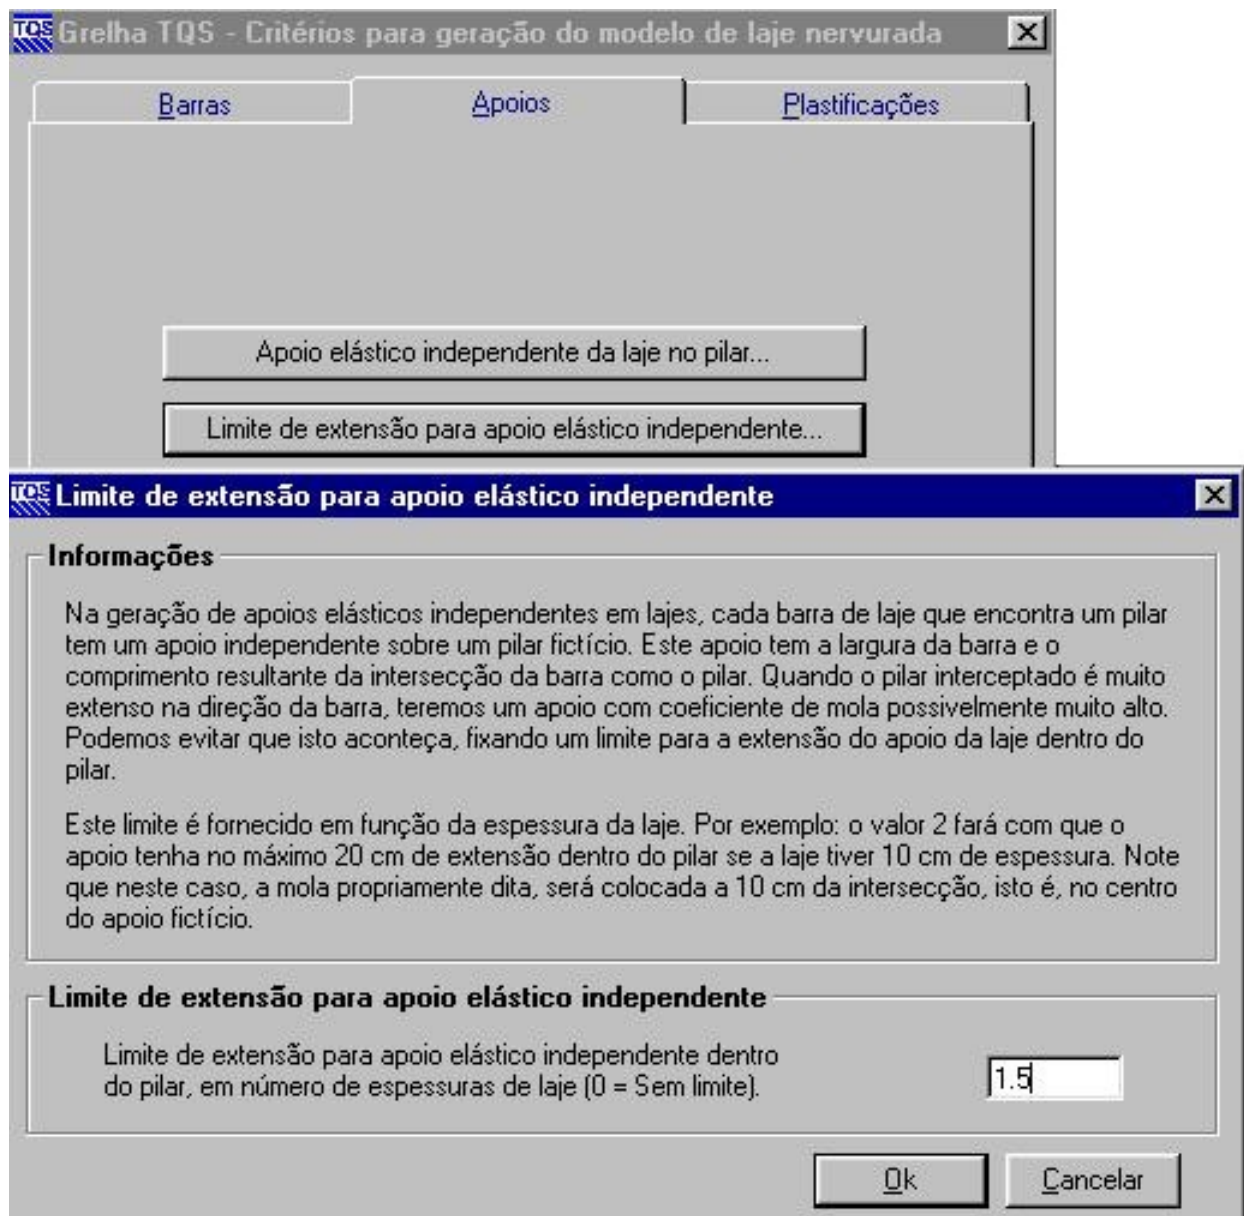 TQS Grelha TQS - Critérios para geração do modelo de laje nervurada
Barras Apoios Plastificações
Apoio elástico independente da laje no pilar...
Limite de extensão para apoio elástico independente...
TQS Limite de extensão para apoio elástico independente
Informações
Na geração de apoios elásticos independentes em lajes, cada barra de laje que encontra um pilar
tem um apoio independente sobre um pilar fictício. Este apoio tem a largura da barra e o
comprimento resultante da intersecção da barra como o pilar. Quando o pilar interceptado é muito
extenso na direção da barra, teremos um apoio com coeficiente de mola possivelmente muito alto.
Podemos evitar que isto aconteça, fixando um limite para a extensão do apoio da laje dentro do
pilar.
Este limite é fornecido em função da espessura da laje. Por exemplo: o valor 2 fará com que o
apoio tenha no máximo 20 cm de extensão dentro do pilar se a laje tiver 10 cm de espessura. Note
que neste caso, a mola propriamente dita, será colocada a 10 cm da intersecção, isto é, no centro
do apoio fictício.
Limite de extensão para apoio elástico independente
Limite de extensão para apoio elástico independente dentro
do pilar, em número de espessuras de laje (0 = Sem limite).
1.5
Ok Cancelar